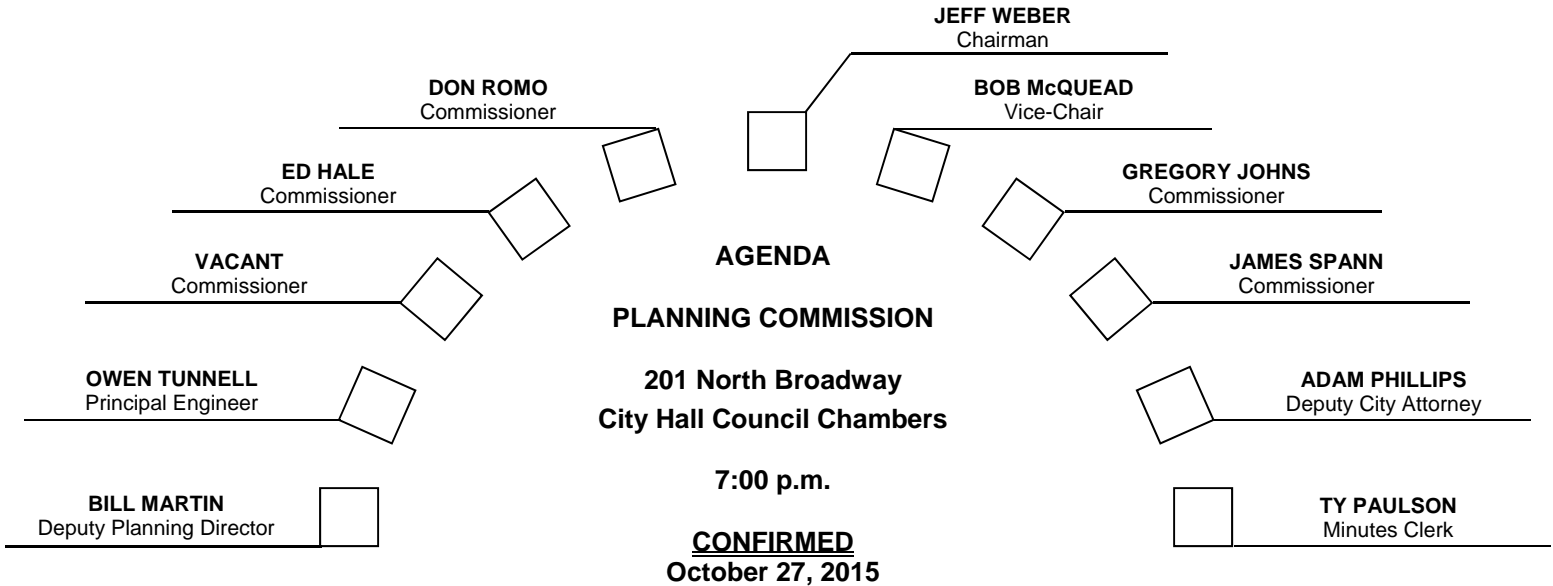 JEFF WEBER
Chairman
DON ROMO
Commissioner
BOB McQUEAD
Vice-Chair
ED HALE
Commissioner
GREGORY JOHNS
Commissioner
VACANT
Commissioner
JAMES SPANN
Commissioner
OWEN TUNNELL
Principal Engineer
ADAM PHILLIPS
Deputy City Attorney
BILL MARTIN
Deputy Planning Director
TY PAULSON
Minutes Clerk
AGENDA
PLANNING COMMISSION
201 North Broadway
City Hall Council Chambers
7:00 p.m.
CONFIRMED
October 27, 2015